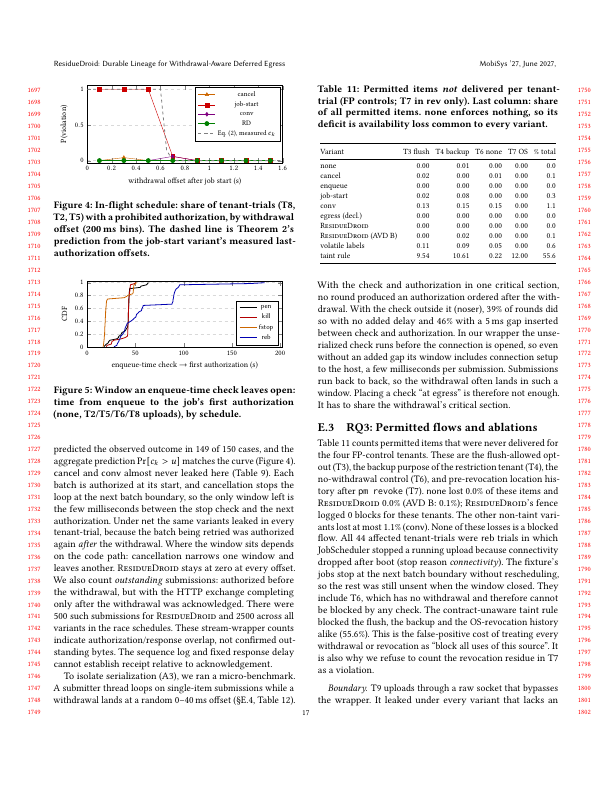 ResidueDroid: Durable Lineage for Withdrawal-Aware Deferred Egress
MobiSys '27, June 2027,
P(violation)
1
0.5
0
cancel
job-start
conv
RD
Eq. (2), measured c_k
0 0.2 0.4 0.6 0.8 1.0 1.2 1.4 1.6
withdrawal offset after job start (s)
Figure 4: In-flight schedule: share of tenant-trials (T8,
T2, T5) with a prohibited authorization, by withdrawal
offset (200 ms bins). The dashed line is Theorem 2's
prediction from the job-start variant's measured last-
authorization offsets.
CDF
1
0.8
0.6
0.4
0.2
0
pen
kill
fstop
reb
0 50 100 150 200
enqueue-time check → first authorization (s)
Figure 5: Window an enqueue-time check leaves open:
time from enqueue to the job's first authorization
(none, T2/T5/T6/T8 uploads), by schedule.
predicted the observed outcome in 149 of 150 cases, and the
aggregate prediction Pr[c_k > u] matches the curve (Figure 4).
cancel and conv almost never leaked here (Table 9). Each
batch is authorized at its start, and cancellation stops the
loop at the next batch boundary, so the only window left is
the few milliseconds between the stop check and the next
authorization. Under net the same variants leaked in every
tenant-trial, because the batch being retried was authorized
again after the withdrawal. Where the window sits depends
on the code path: cancellation narrows one window and
leaves another. ResidueDroid stays at zero at every offset.
We also count outstanding submissions: authorized before
the withdrawal, but with the HTTP exchange completing
only after the withdrawal was acknowledged. There were
500 such submissions for ResidueDroid and 2500 across all
variants in the race schedules. These stream-wrapper counts
indicate authorization/response overlap, not confirmed out-
standing bytes. The sequence log and fixed response delay
cannot establish receipt relative to acknowledgement.
To isolate serialization (A3), we ran a micro-benchmark.
A submitter thread loops on single-item submissions while a
withdrawal lands at a random 0–40 ms offset (§E.4, Table 12).
Table 11: Permitted items not delivered per tenant-
trial (FP controls; T7 in rev only). Last column: share
of all permitted items. none enforces nothing, so its
deficit is availability loss common to every variant.
Variant T3 flush T4 backup T6 none T7 OS % total
none 0.00 0.01 0.00 0.00 0.0
cancel 0.02 0.00 0.01 0.00 0.1
enqueue 0.00 0.00 0.00 0.00 0.0
job-start 0.02 0.08 0.00 0.00 0.3
conv 0.13 0.15 0.15 0.00 1.1
egress (decl.) 0.00 0.00 0.00 0.00 0.0
ResidueDroid 0.00 0.00 0.00 0.00 0.0
ResidueDroid (AVD B) 0.00 0.02 0.00 0.00 0.1
volatile labels 0.11 0.09 0.05 0.00 0.6
taint rule 9.54 10.61 0.22 12.00 55.6
With the check and authorization in one critical section,
no round produced an authorization ordered after the with-
drawal. With the check outside it (noser), 39% of rounds did
so with no added delay and 46% with a 5 ms gap inserted
between check and authorization. In our wrapper the unse-
rialized check runs before the connection is opened, so even
without an added gap its window includes connection setup
to the host, a few milliseconds per submission. Submissions
run back to back, so the withdrawal often lands in such a
window. Placing a check "at egress" is therefore not enough.
It has to share the withdrawal's critical section.
E.3 RQ3: Permitted flows and ablations
Table 11 counts permitted items that were never delivered for
the four FP-control tenants. These are the flush-allowed opt-
out (T3), the backup purpose of the restriction tenant (T4), the
no-withdrawal control (T6), and pre-revocation location his-
tory after pm revoke (T7). none lost 0.0% of these items and
ResidueDroid 0.0% (AVD B: 0.1%); ResidueDroid's fence
logged 0 blocks for these tenants. The other non-taint vari-
ants lost at most 1.1% (conv). None of these losses is a blocked
flow. All 44 affected tenant-trials were reb trials in which
JobScheduler stopped a running upload because connectivity
dropped after boot (stop reason connectivity). The fixture's
jobs stop at the next batch boundary without rescheduling,
so the rest was still unsent when the window closed. They
include T6, which has no withdrawal and therefore cannot
be blocked by any check. The contract-unaware taint rule
blocked the flush, the backup and the OS-revocation history
alike (55.6%). This is the false-positive cost of treating every
withdrawal or revocation as "block all uses of this source". It
is also why we refuse to count the revocation residue in T7
as a violation.
Boundary. T9 uploads through a raw socket that bypasses
the wrapper. It leaked under every variant that lacks an
17